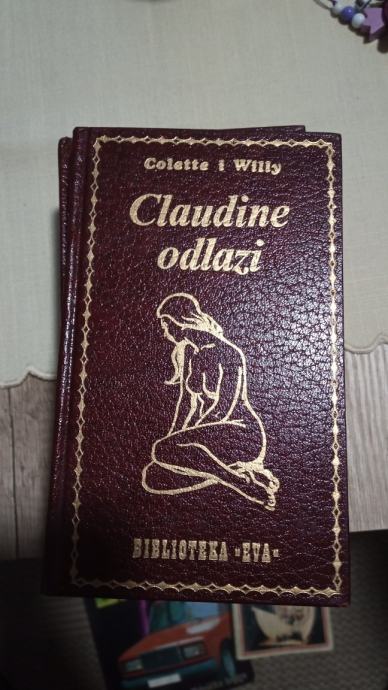 Colette i Willy
Claudine
odlazi
BIBLIOTEKA »EVA«